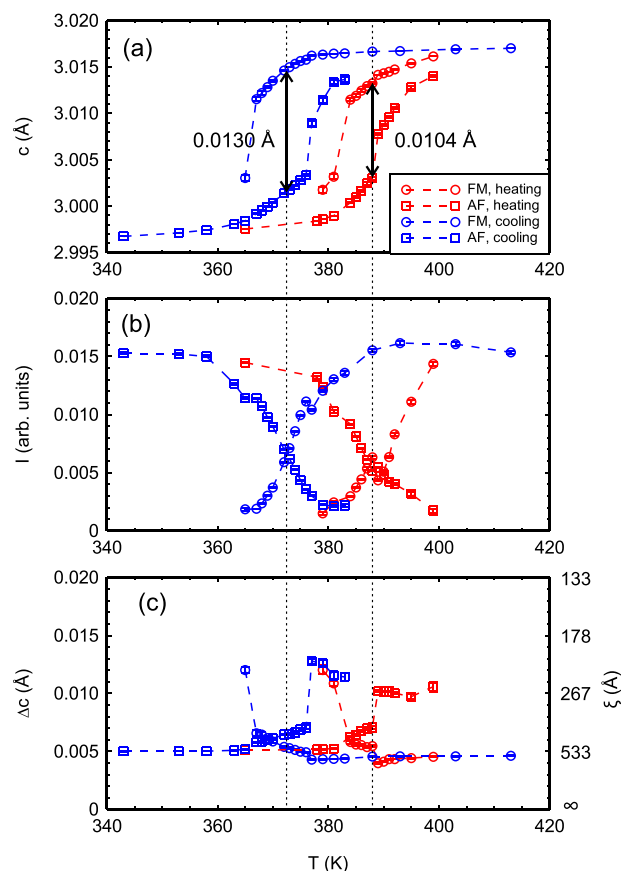 (a)
3.020
3.015
3.010
3.005
3.000
2.995
c (Å)
0.0130 Å
0.0104 Å
FM, heating
AF, heating
FM, cooling
AF, cooling
340 360 380 400 420
(b)
0.020
0.015
0.010
0.005
0
I (arb. units)
340 360 380 400 420
(c)
0.020 133
0.015 178
0.010 267
0.005 533
0 ∞
Δc (Å)
ξ (Å)
340 360 380 400 420
T (K)